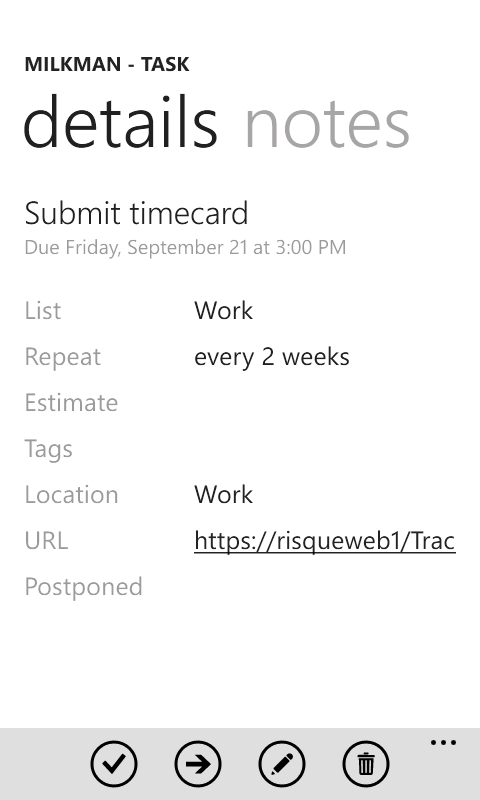 MILKMAN - TASK
details notes
Submit timecard
Due Friday, September 21 at 3:00 PM
List Work
Repeat every 2 weeks
Estimate
Tags
Location Work
URL https://risqueweb1/Trac
Postponed